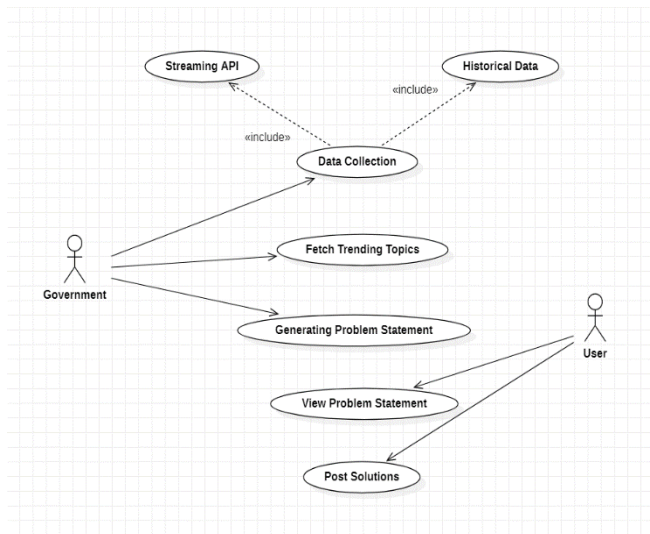 Streaming API
Historical Data
«include»
«include»
Data Collection
Fetch Trending Topics
Government
Generating Problem Statement
User
View Problem Statement
Post Solutions